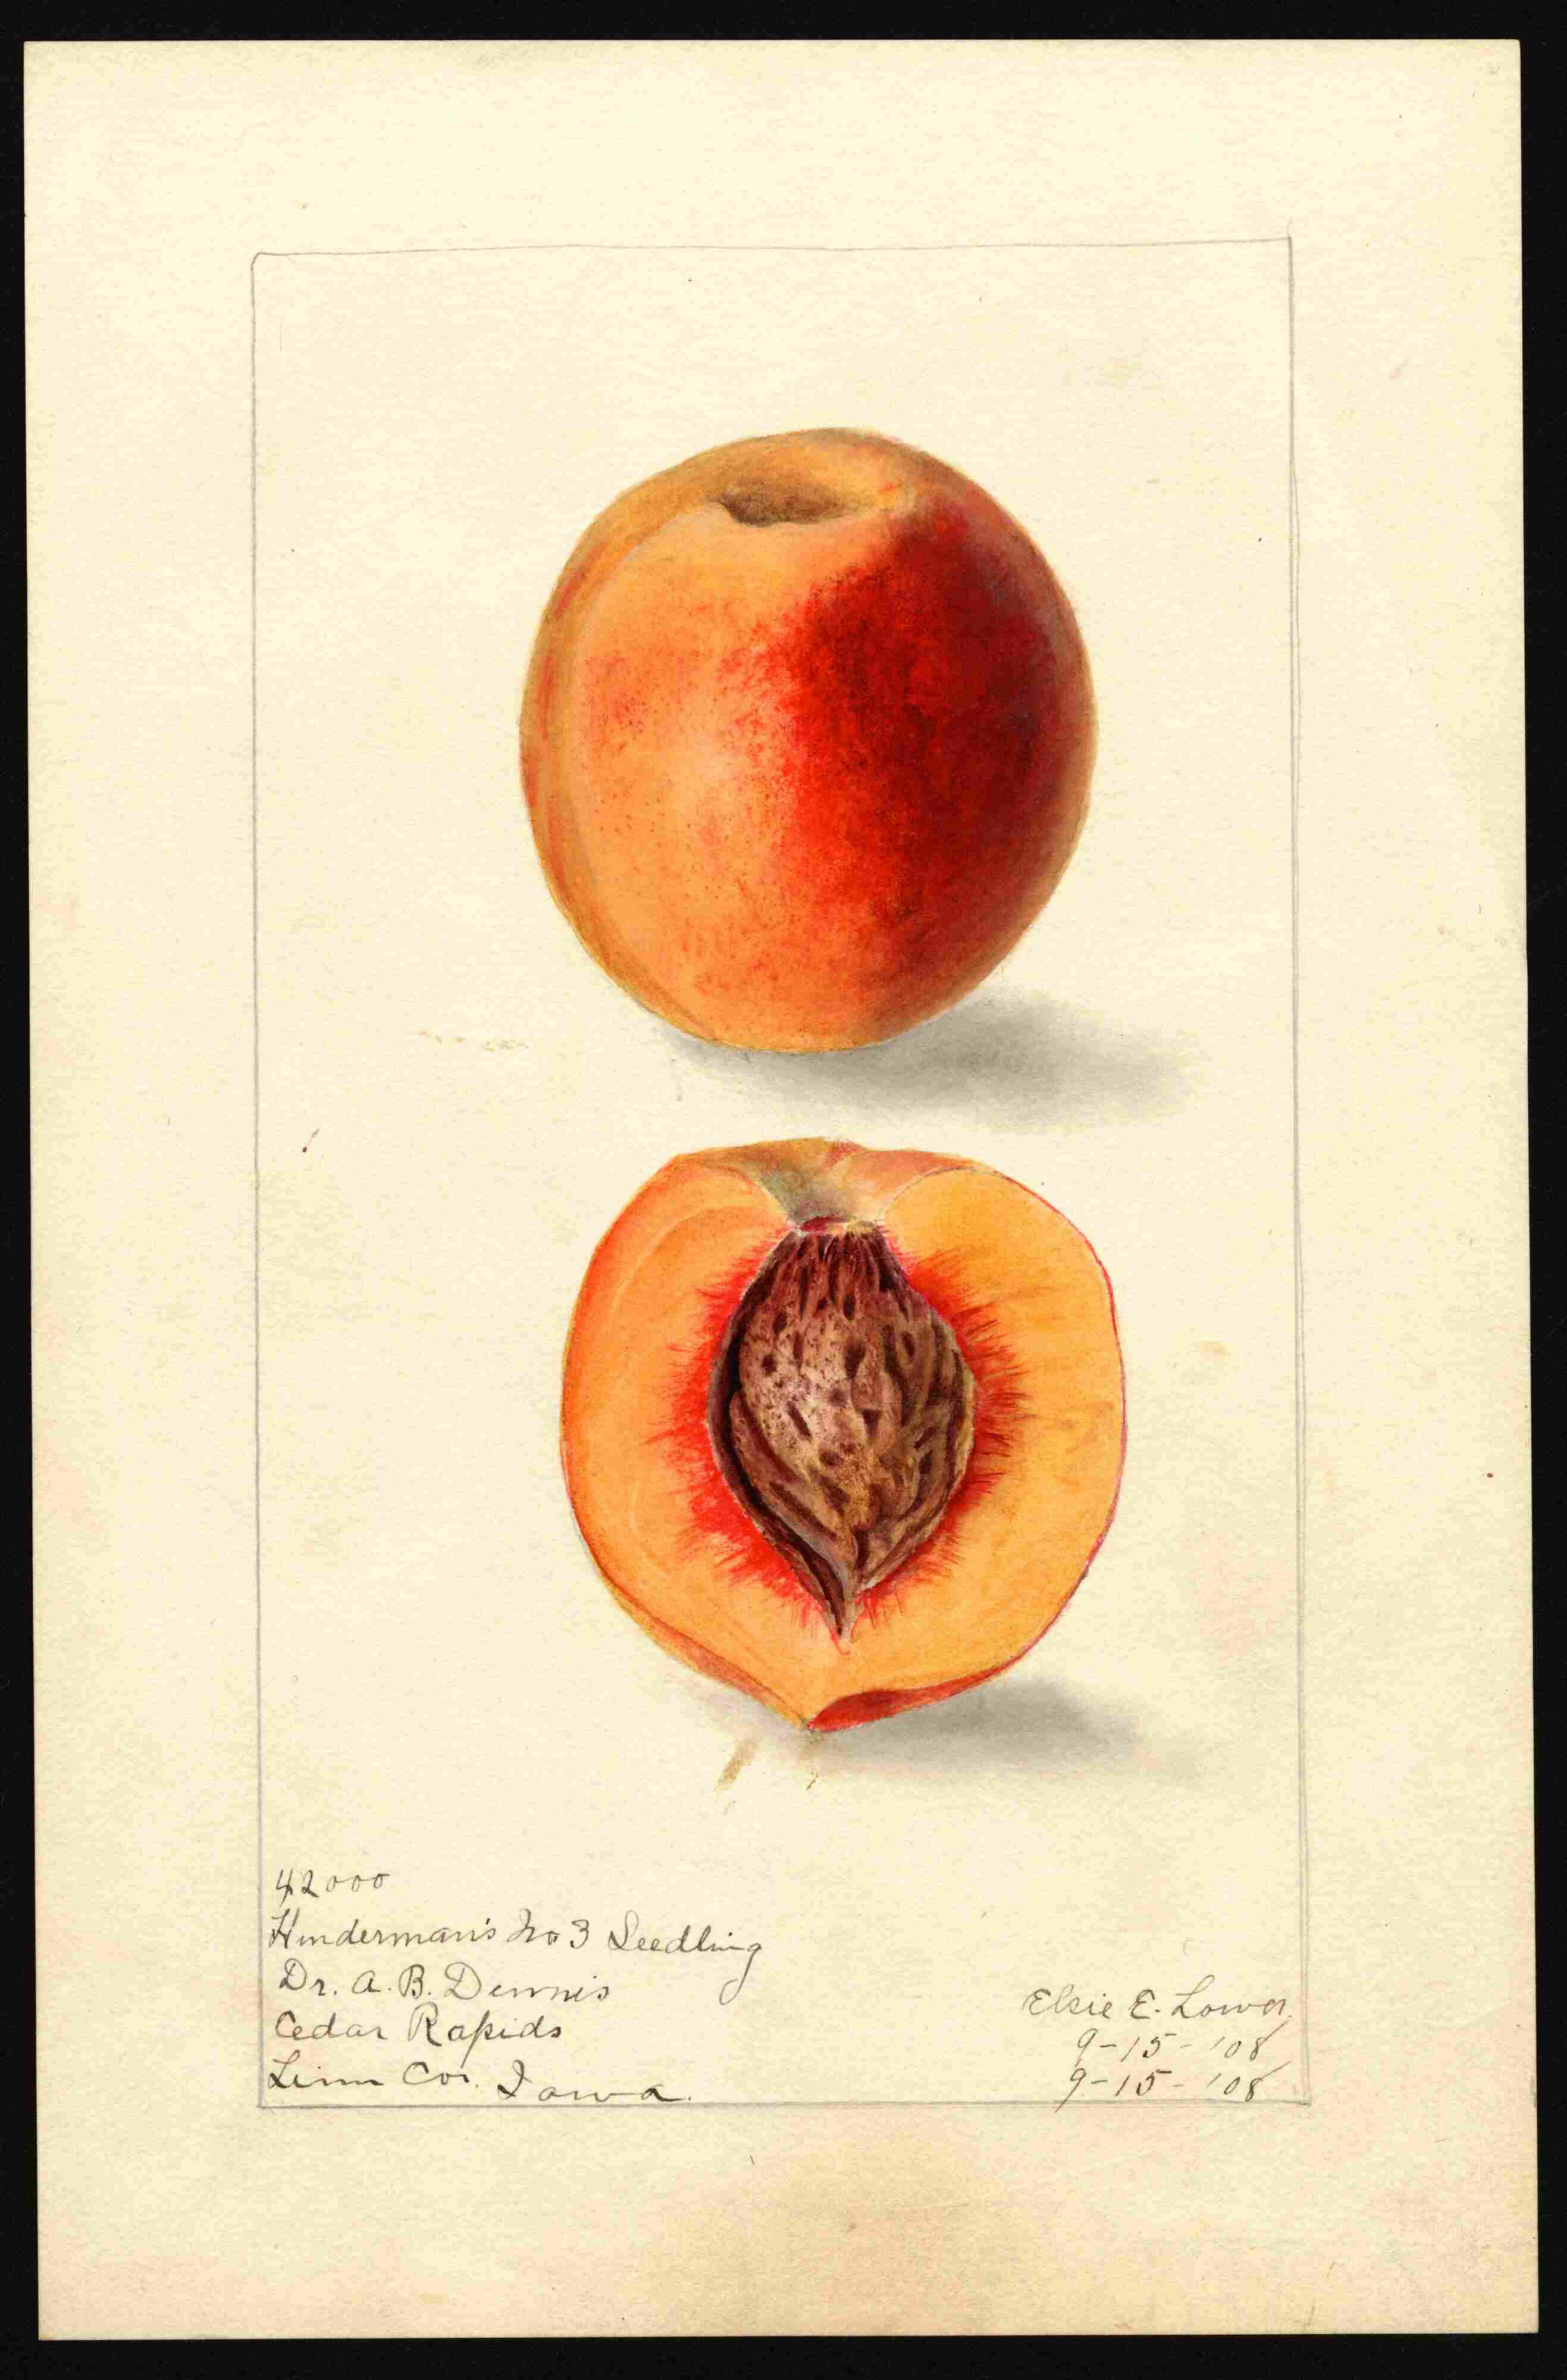 42000
Hinderman's No 3 Seedling
Dr. A. B. Dennis
Cedar Rapids
Linn Co. Iowa.
Elsie E. Lower.
9-15-'08
9-15-'08